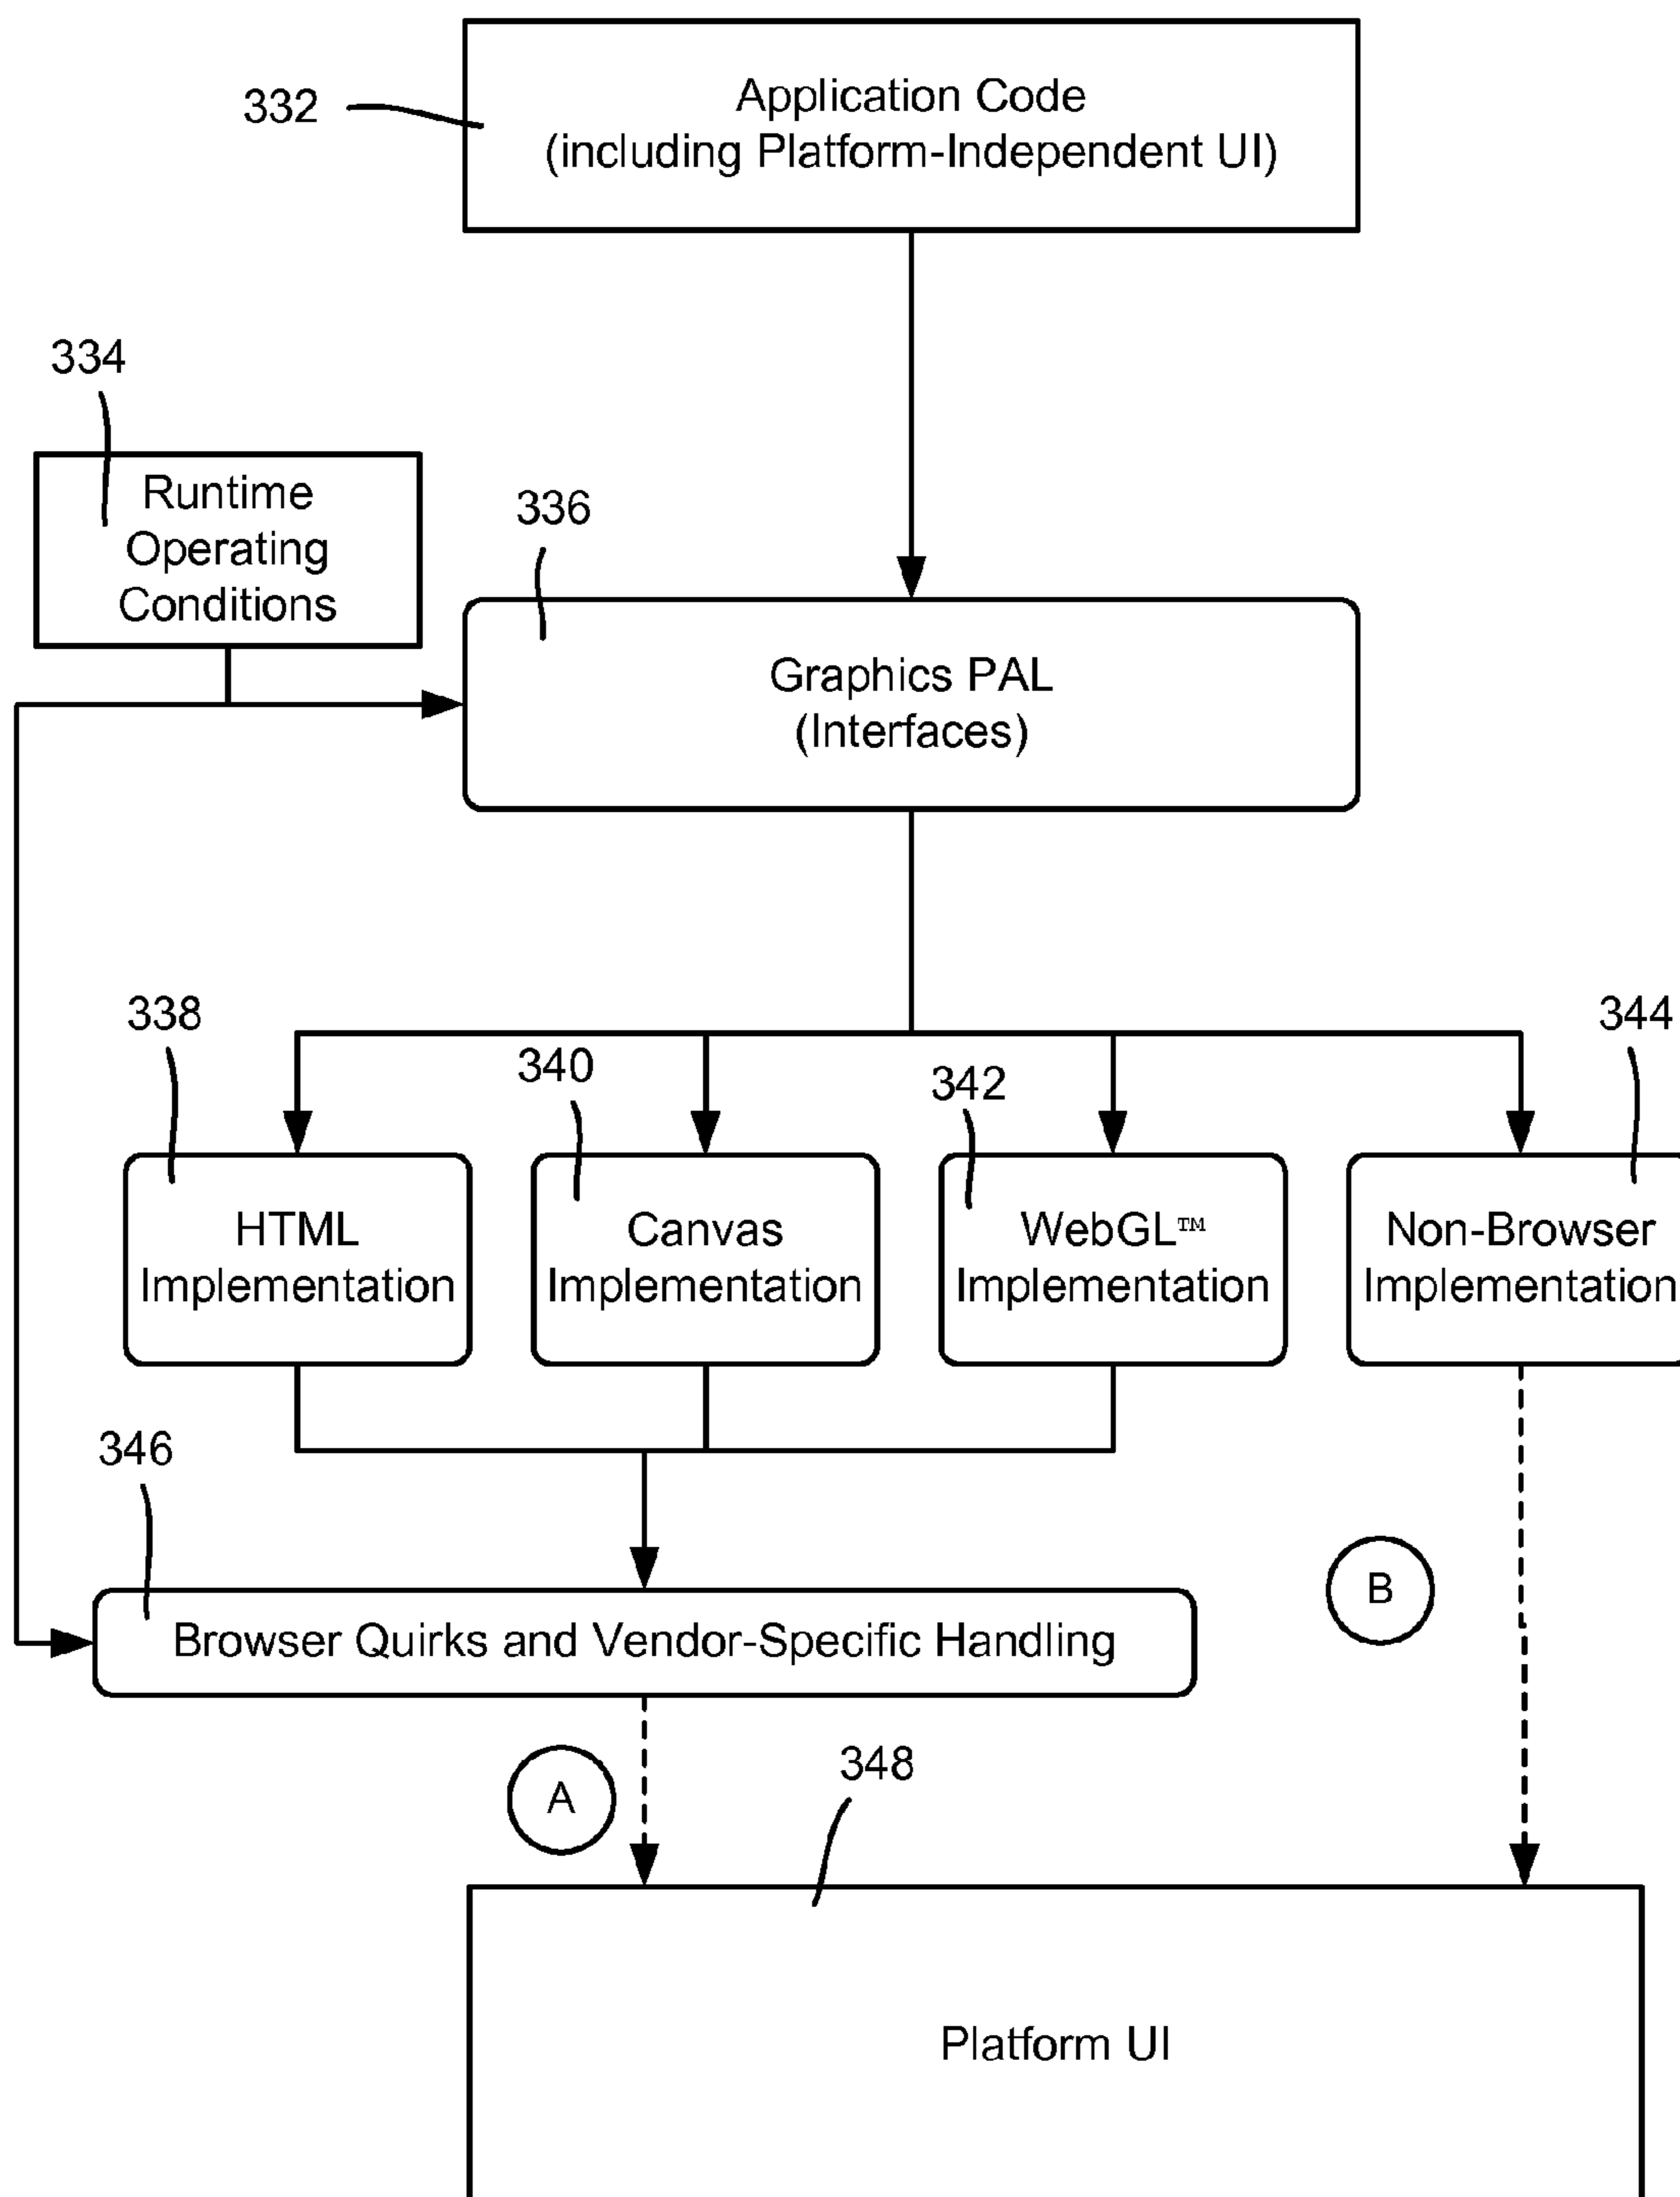 332
Application Code
(including Platform-Independent UI)
334
Runtime
Operating
Conditions
336
Graphics PAL
(Interfaces)
338
340
342
344
HTML
Implementation
Canvas
Implementation
WebGL™
Implementation
Non-Browser
Implementation
346
Browser Quirks and Vendor-Specific Handling
B
A
348
Platform UI